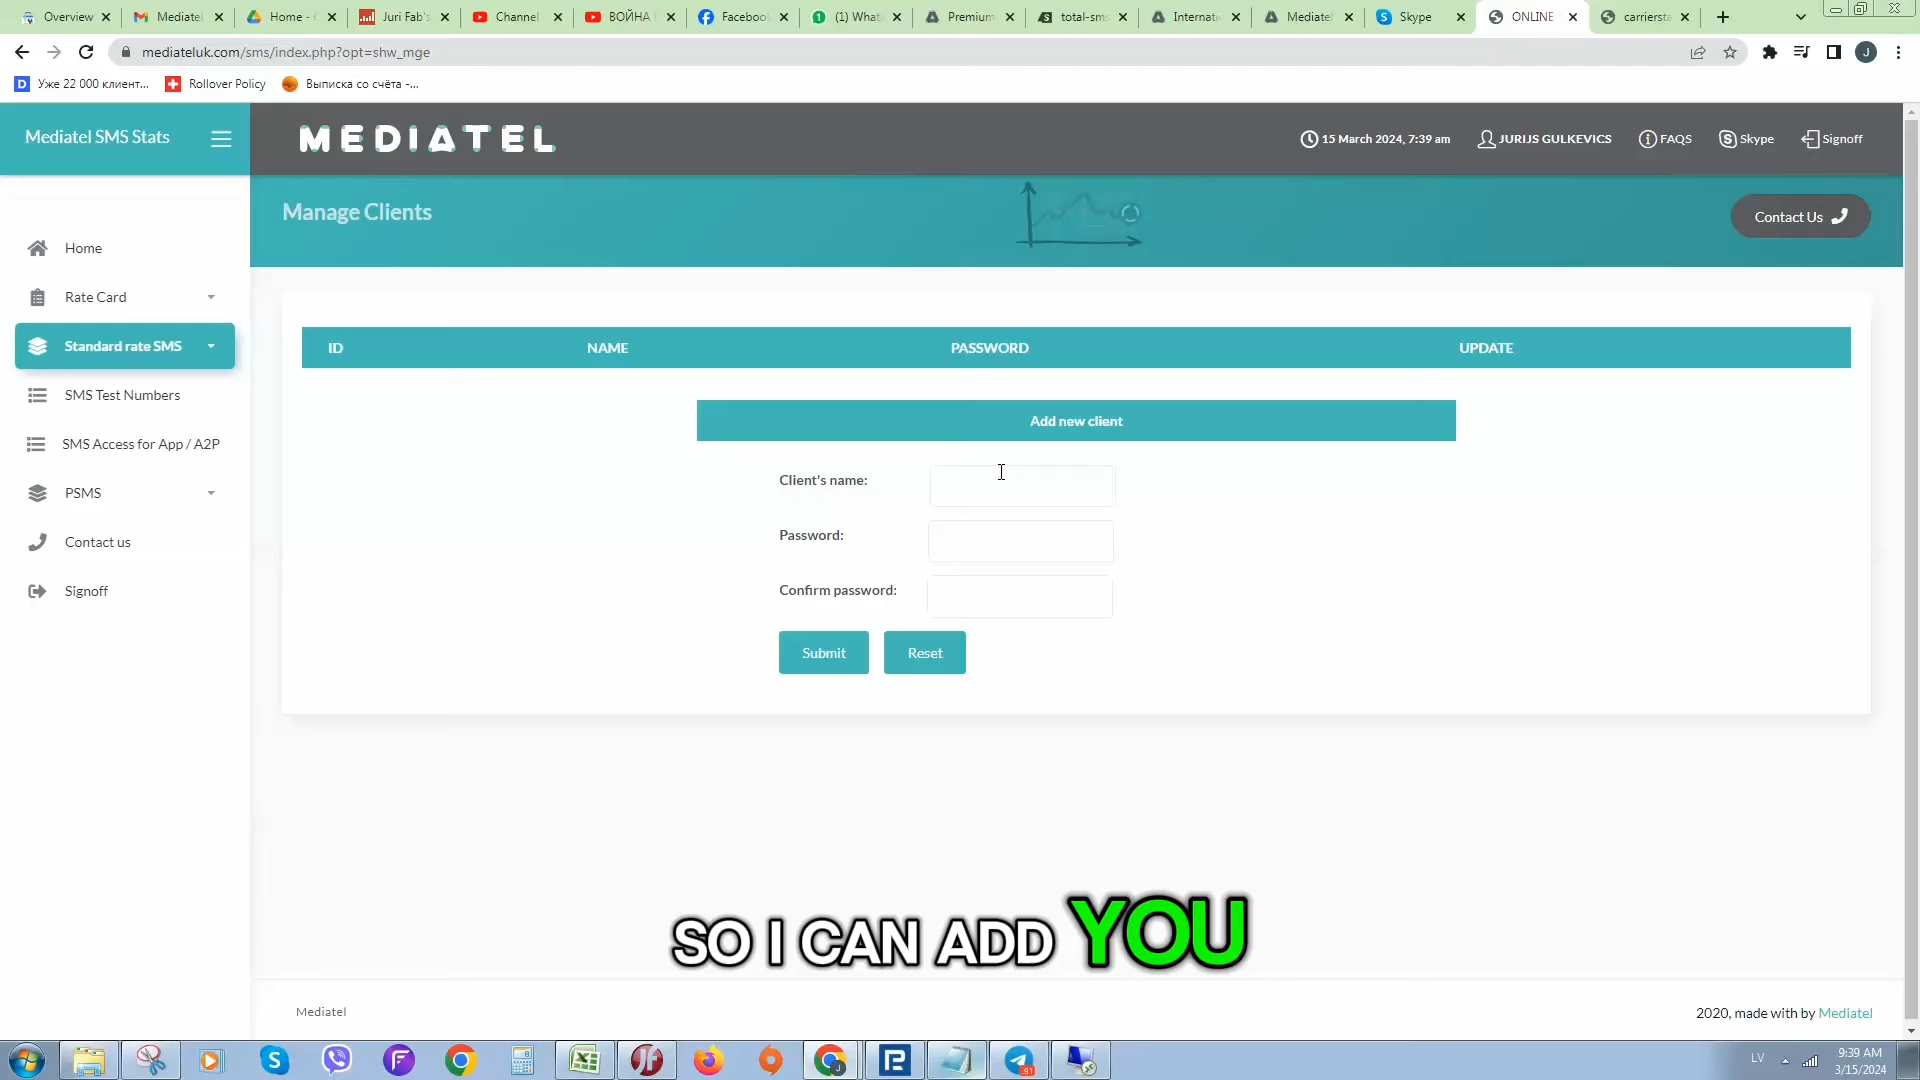 Overview
Mediatel
Home - 
Juri Fab's
Channel
ВОЙНА
Facebook
(1) What
Premium
total-sms
Internati
Mediatel
Skype
ONLINE
carriersta
mediateluk.com/sms/index.php?opt=shw_mge
J
D Уже 22 000 клиент...
Rollover Policy
Выписка со счёта -...
Mediatel SMS Stats
MEDIATEL
15 March 2024, 7:39 am
JURIJS GULKEVICS
FAQS
Skype
Signoff
Manage Clients
Contact Us
Home
Rate Card
Standard rate SMS
SMS Test Numbers
SMS Access for App / A2P
PSMS
Contact us
Signoff
ID NAME PASSWORD UPDATE
Add new client
Client's name:
Password:
Confirm password:
Submit Reset
SO I CAN ADD YOU
Mediatel
2020, made with by Mediatel
91
LV
9:39 AM
3/15/2024